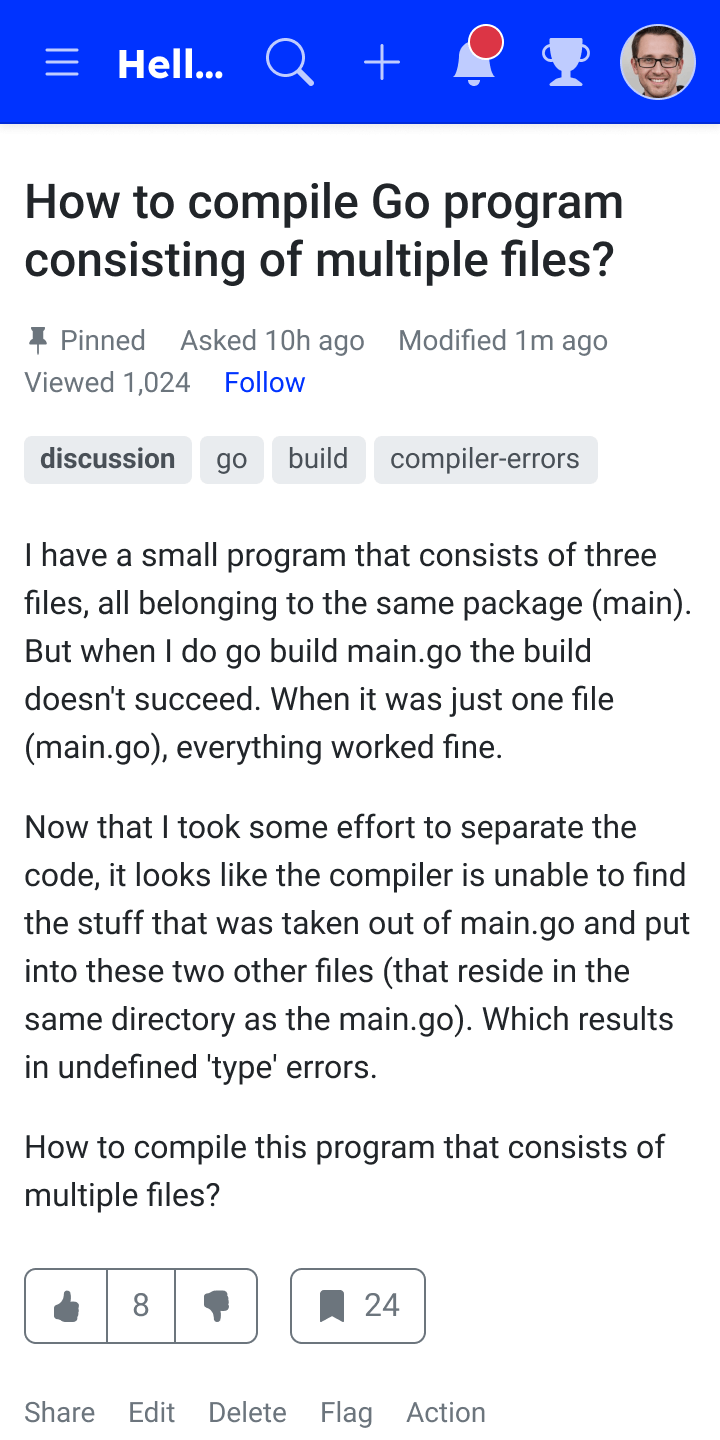 Hell...
How to compile Go program
consisting of multiple files?
Pinned Asked 10h ago Modified 1m ago
Viewed 1,024 Follow
discussion go build compiler-errors
I have a small program that consists of three
files, all belonging to the same package (main).
But when I do go build main.go the build
doesn't succeed. When it was just one file
(main.go), everything worked fine.
Now that I took some effort to separate the
code, it looks like the compiler is unable to find
the stuff that was taken out of main.go and put
into these two other files (that reside in the
same directory as the main.go). Which results
in undefined 'type' errors.
How to compile this program that consists of
multiple files?
8 24
Share Edit Delete Flag Action